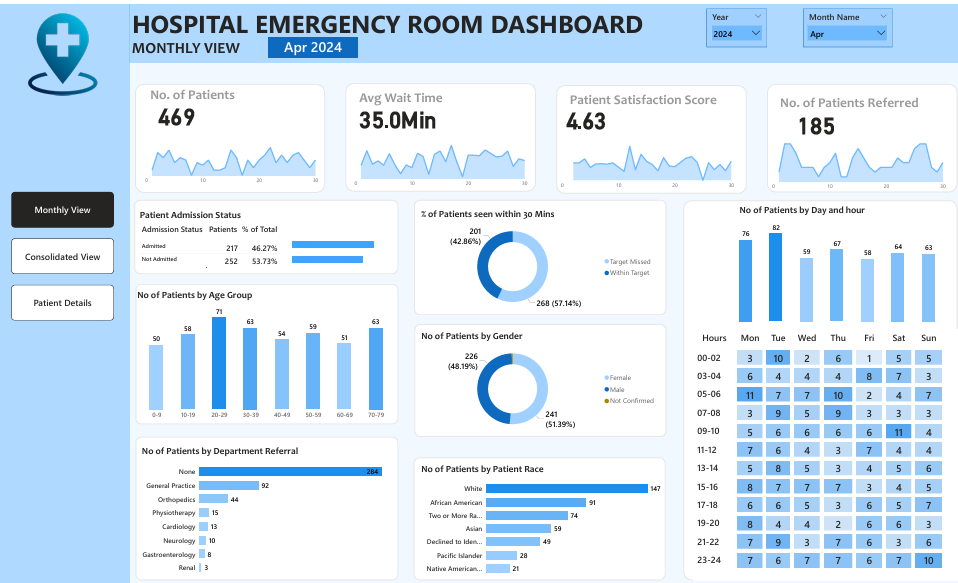 HOSPITAL EMERGENCY ROOM DASHBOARD
MONTHLY VIEW
Apr 2024
Year
2024
Month Name
Apr
Monthly View
Consolidated View
Patient Details
No. of Patients
469
0 10 20 30
Avg Wait Time
35.0Min
0 10 20 30
Patient Satisfaction Score
4.63
0 10 20 30
No. of Patients Referred
185
0 10 20 30
Patient Admission Status
Admission Status Patients % of Total
Admitted 217 46.27%
Not Admitted 252 53.73%
No of Patients by Age Group
50 58 71 63 54 59 51 63
0-9 10-19 20-29 30-39 40-49 50-59 60-69 70-79
No of Patients by Department Referral
None 284
General Practice 92
Orthopedics 44
Physiotherapy 15
Cardiology 13
Neurology 10
Gastroenterology 8
Renal 3
% of Patients seen within 30 Mins
201
(42.86%)
268 (57.14%)
Target Missed
Within Target
No of Patients by Gender
226
(48.19%)
241
(51.39%)
Female
Male
Not Confirmed
No of Patients by Patient Race
White 147
African American 91
Two or More Ra... 74
Asian 59
Declined to Iden... 49
Pacific Islander 28
Native American... 21
No of Patients by Day and hour
76 82 59 67 58 64 63
Hours Mon Tue Wed Thu Fri Sat Sun
00-02 3 10 2 6 1 5 5
03-04 6 4 4 4 8 7 3
05-06 11 7 7 10 2 4 7
07-08 3 9 5 9 3 3 3
09-10 5 6 6 6 6 11 4
11-12 7 6 4 3 7 4 4
13-14 5 8 5 3 4 5 6
15-16 8 7 7 7 3 4 5
17-18 6 6 5 3 6 5 7
19-20 8 4 4 2 6 6 3
21-22 7 9 3 7 6 3 6
23-24 7 6 7 7 6 7 10